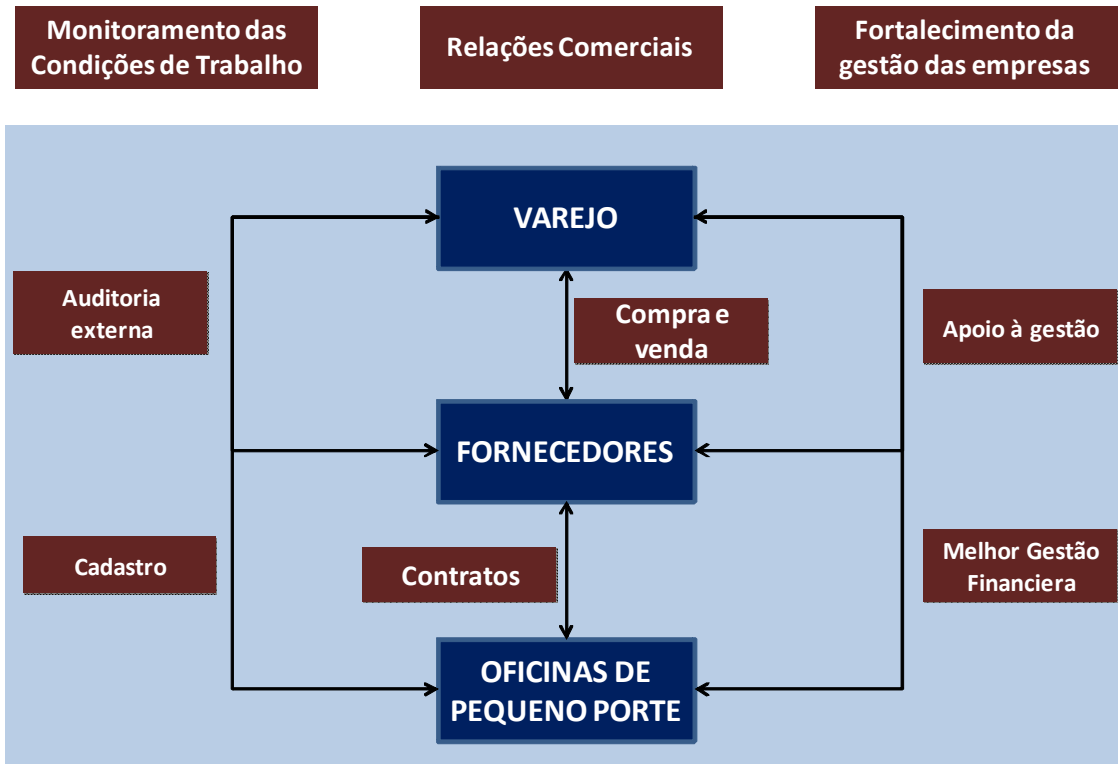 Monitoramento das
Condições de Trabalho
Relações Comerciais
Fortalecimento da
gestão das empresas
VAREJO
Auditoria
externa
Compra e
venda
Apoio à gestão
FORNECEDORES
Cadastro
Contratos
Melhor Gestão
Financiera
OFICINAS DE
PEQUENO PORTE